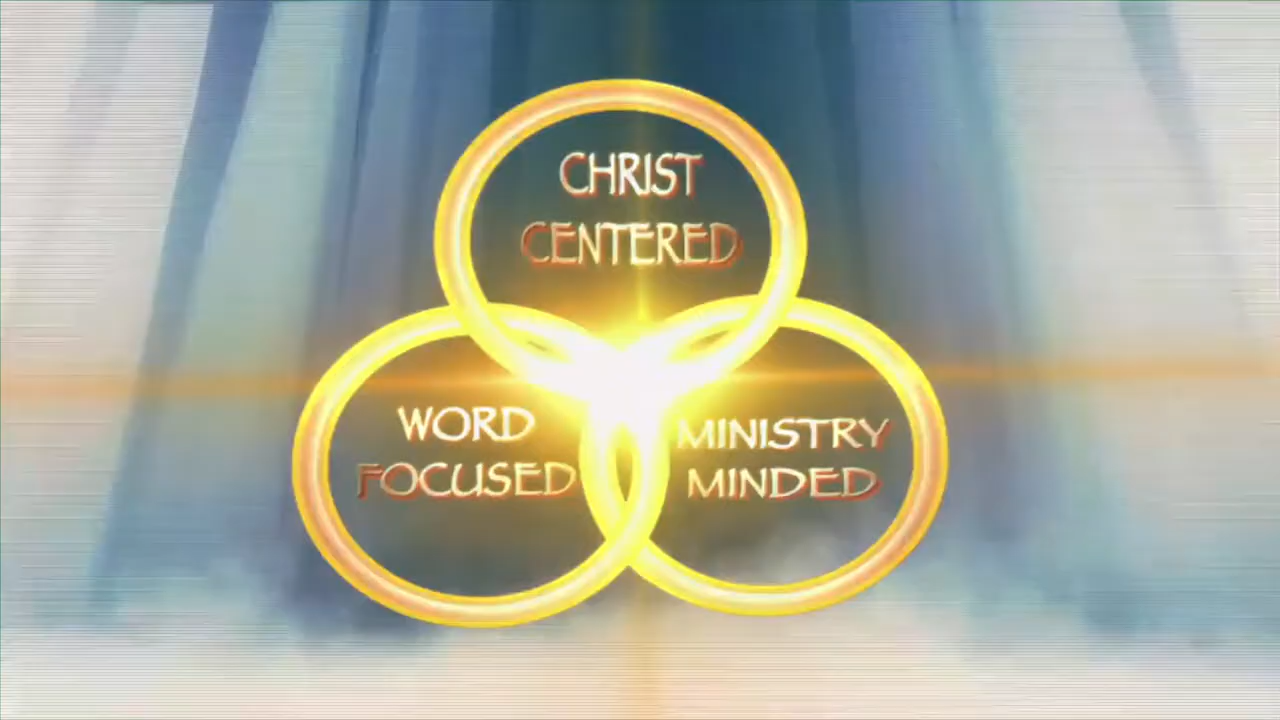 CHRIST
CENTERED
WORD
FOCUSED
MINISTRY
MINDED